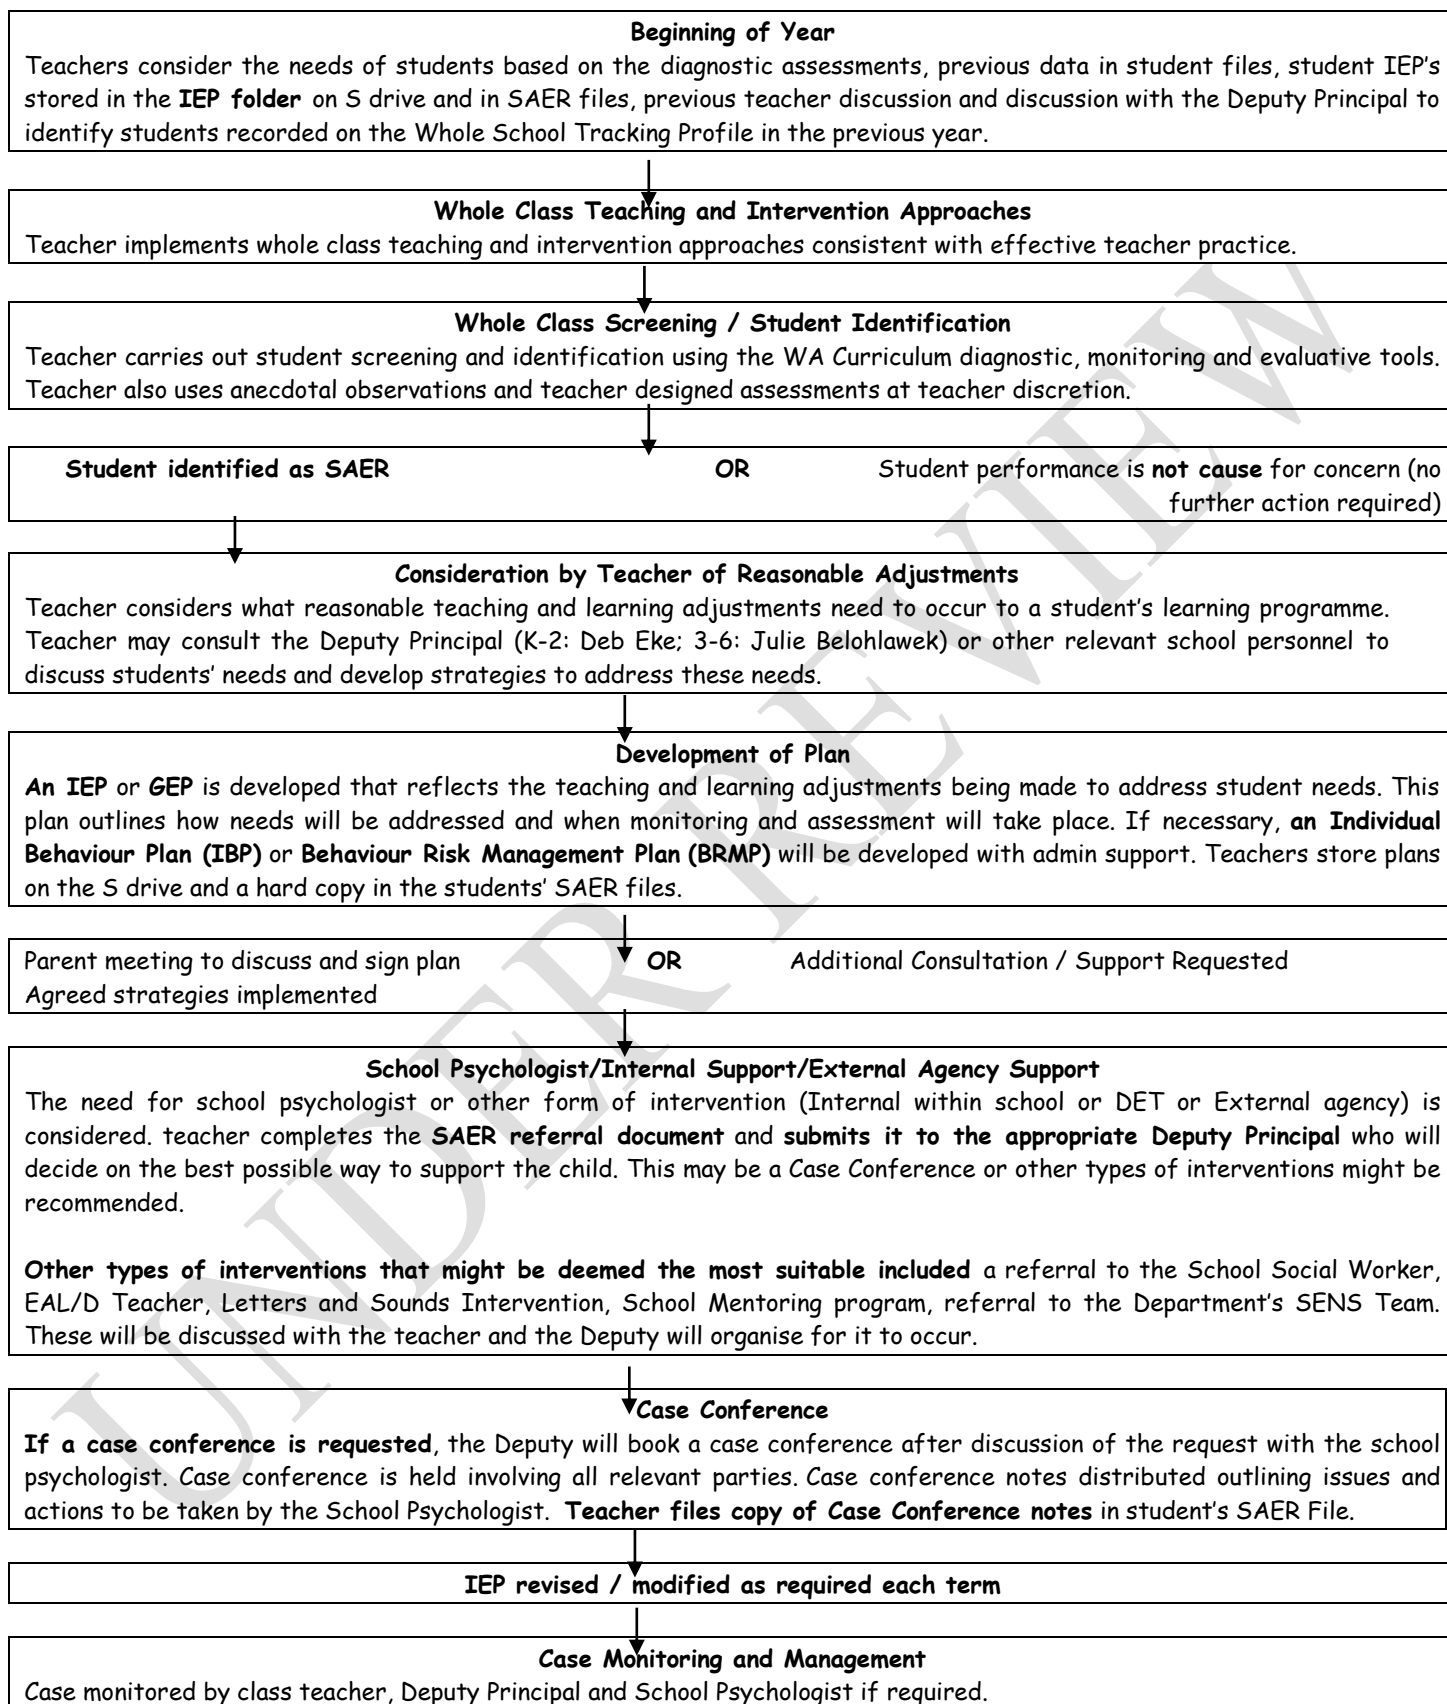 Beginning of Year
Teachers consider the needs of students based on the diagnostic assessments, previous data in student files, student IEP's
stored in the IEP folder on S drive and in SAER files, previous teacher discussion and discussion with the Deputy Principal to
identify students recorded on the Whole School Tracking Profile in the previous year.
Whole Class Teaching and Intervention Approaches
Teacher implements whole class teaching and intervention approaches consistent with effective teacher practice.
Whole Class Screening / Student Identification
Teacher carries out student screening and identification using the WA Curriculum diagnostic, monitoring and evaluative tools.
Teacher also uses anecdotal observations and teacher designed assessments at teacher discretion.
Student identified as SAER OR Student performance is not cause for concern (no
further action required)
Consideration by Teacher of Reasonable Adjustments
Teacher considers what reasonable teaching and learning adjustments need to occur to a student's learning programme.
Teacher may consult the Deputy Principal (K-2: Deb Eke; 3-6: Julie Belohlawek) or other relevant school personnel to
discuss students' needs and develop strategies to address these needs.
Development of Plan
An IEP or GEP is developed that reflects the teaching and learning adjustments being made to address student needs. This
plan outlines how needs will be addressed and when monitoring and assessment will take place. If necessary, an Individual
Behaviour Plan (IBP) or Behaviour Risk Management Plan (BRMP) will be developed with admin support. Teachers store plans
on the S drive and a hard copy in the students' SAER files.
Parent meeting to discuss and sign plan OR Additional Consultation / Support Requested
Agreed strategies implemented
School Psychologist/Internal Support/External Agency Support
The need for school psychologist or other form of intervention (Internal within school or DET or External agency) is
considered. teacher completes the SAER referral document and submits it to the appropriate Deputy Principal who will
decide on the best possible way to support the child. This may be a Case Conference or other types of interventions might be
recommended.
Other types of interventions that might be deemed the most suitable included a referral to the School Social Worker,
EAL/D Teacher, Letters and Sounds Intervention, School Mentoring program, referral to the Department's SENS Team.
These will be discussed with the teacher and the Deputy will organise for it to occur.
Case Conference
If a case conference is requested, the Deputy will book a case conference after discussion of the request with the school
psychologist. Case conference is held involving all relevant parties. Case conference notes distributed outlining issues and
actions to be taken by the School Psychologist. Teacher files copy of Case Conference notes in student's SAER File.
IEP revised / modified as required each term
Case Monitoring and Management
Case monitored by class teacher, Deputy Principal and School Psychologist if required.
UNDER REVIEW